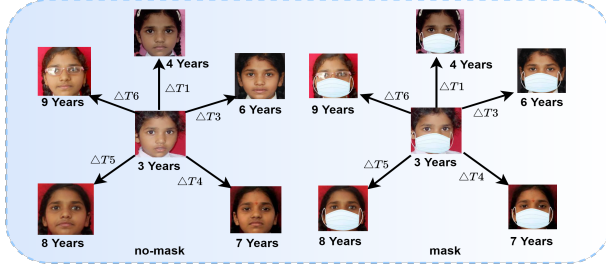 4 Years
△T1
9 Years
△T6
6 Years
△T3
3 Years
△T5
△T4
8 Years
7 Years
no-mask
4 Years
△T1
9 Years
△T6
6 Years
△T3
3 Years
△T5
△T4
8 Years
7 Years
mask